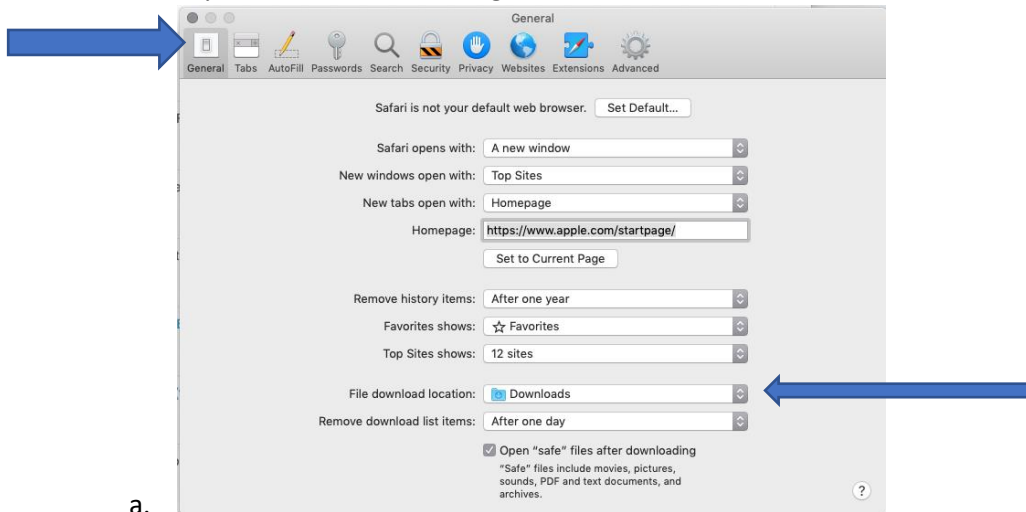 General
General Tabs AutoFill Passwords Search Security Privacy Websites Extensions Advanced
Safari is not your default web browser. Set Default...
Safari opens with: A new window
New windows open with: Top Sites
New tabs open with: Homepage
Homepage: https://www.apple.com/startpage/
Set to Current Page
Remove history items: After one year
Favorites shows: ☆ Favorites
Top Sites shows: 12 sites
File download location: Downloads
Remove download list items: After one day
Open “safe” files after downloading
“Safe” files include movies, pictures,
sounds, PDF and text documents, and
archives.
?
a.